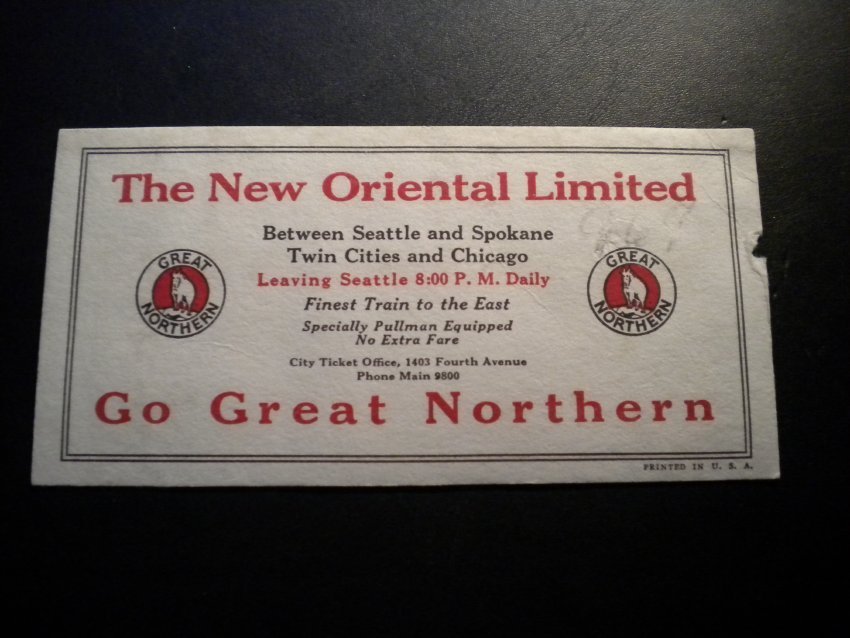 The New Oriental Limited
Between Seattle and Spokane
Twin Cities and Chicago
Leaving Seattle 8:00 P. M. Daily
Finest Train to the East
Specially Pullman Equipped
No Extra Fare
City Ticket Office, 1403 Fourth Avenue
Phone Main 9800
GREAT
NORTHERN
GREAT
NORTHERN
Go Great Northern
PRINTED IN U. S. A.